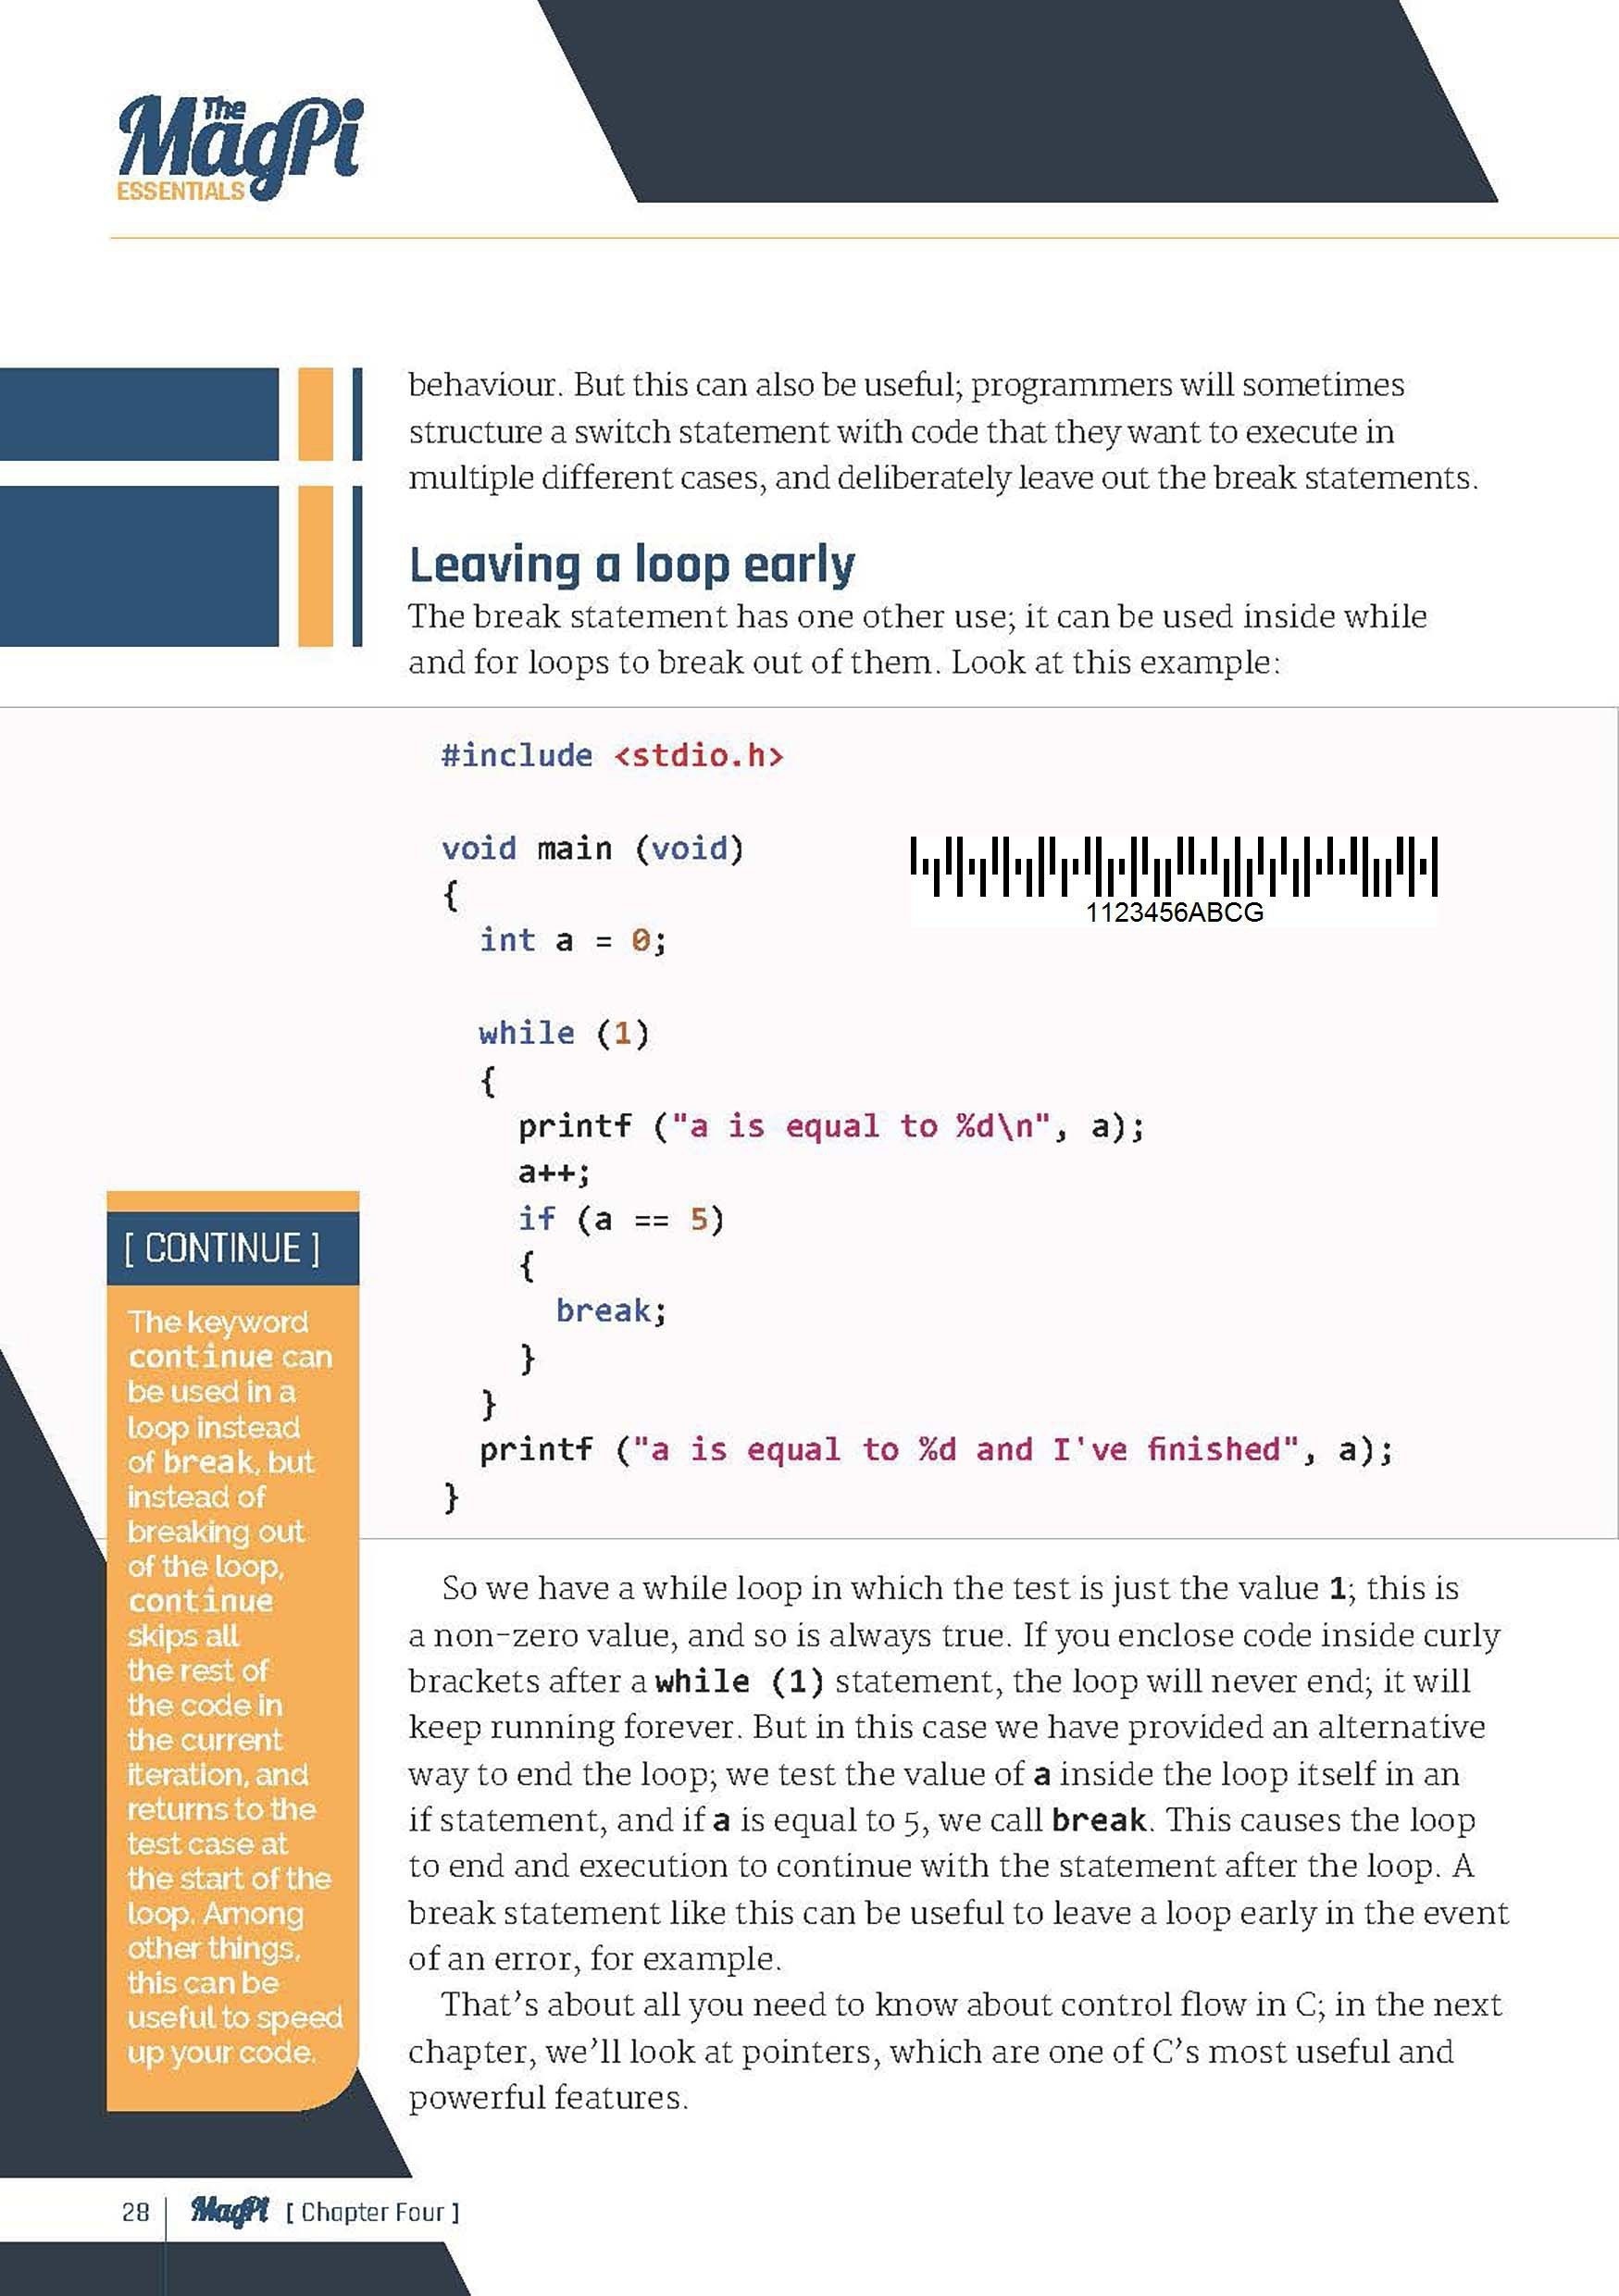 The
MagPi
ESSENTIALS
behaviour. But this can also be useful; programmers will sometimes
structure a switch statement with code that they want to execute in
multiple different cases, and deliberately leave out the break statements.
Leaving a loop early
The break statement has one other use; it can be used inside while
and for loops to break out of them. Look at this example:
#include <stdio.h>
void main (void)
{
  int a = 0;
  while (1)
  {
    printf ("a is equal to %d\n", a);
    a++;
    if (a == 5)
    {
      break;
    }
  }
  printf ("a is equal to %d and I've finished", a);
}
1123456ABCG
[ CONTINUE ]
The keyword
continue can
be used in a
loop instead
of break, but
instead of
breaking out
of the loop,
continue
skips all
the rest of
the code in
the current
iteration, and
returns to the
test case at
the start of the
loop. Among
other things,
this can be
useful to speed
up your code.
So we have a while loop in which the test is just the value 1; this is
a non-zero value, and so is always true. If you enclose code inside curly
brackets after a while (1) statement, the loop will never end; it will
keep running forever. But in this case we have provided an alternative
way to end the loop; we test the value of a inside the loop itself in an
if statement, and if a is equal to 5, we call break. This causes the loop
to end and execution to continue with the statement after the loop. A
break statement like this can be useful to leave a loop early in the event
of an error, for example.
That's about all you need to know about control flow in C; in the next
chapter, we'll look at pointers, which are one of C's most useful and
powerful features.
28 MagPi [ Chapter Four ]